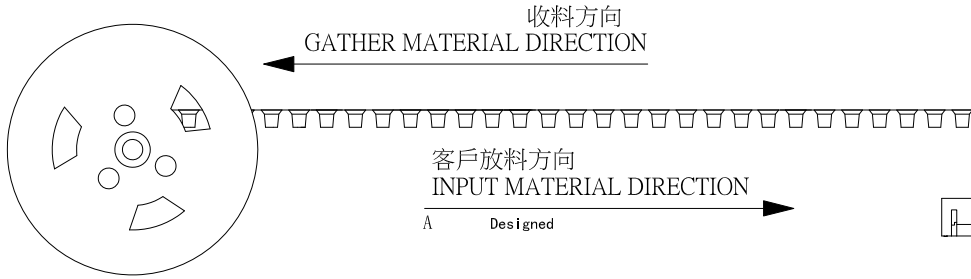 收料方向
GATHER MATERIAL DIRECTION
客戶放料方向
INPUT MATERIAL DIRECTION
A Designed